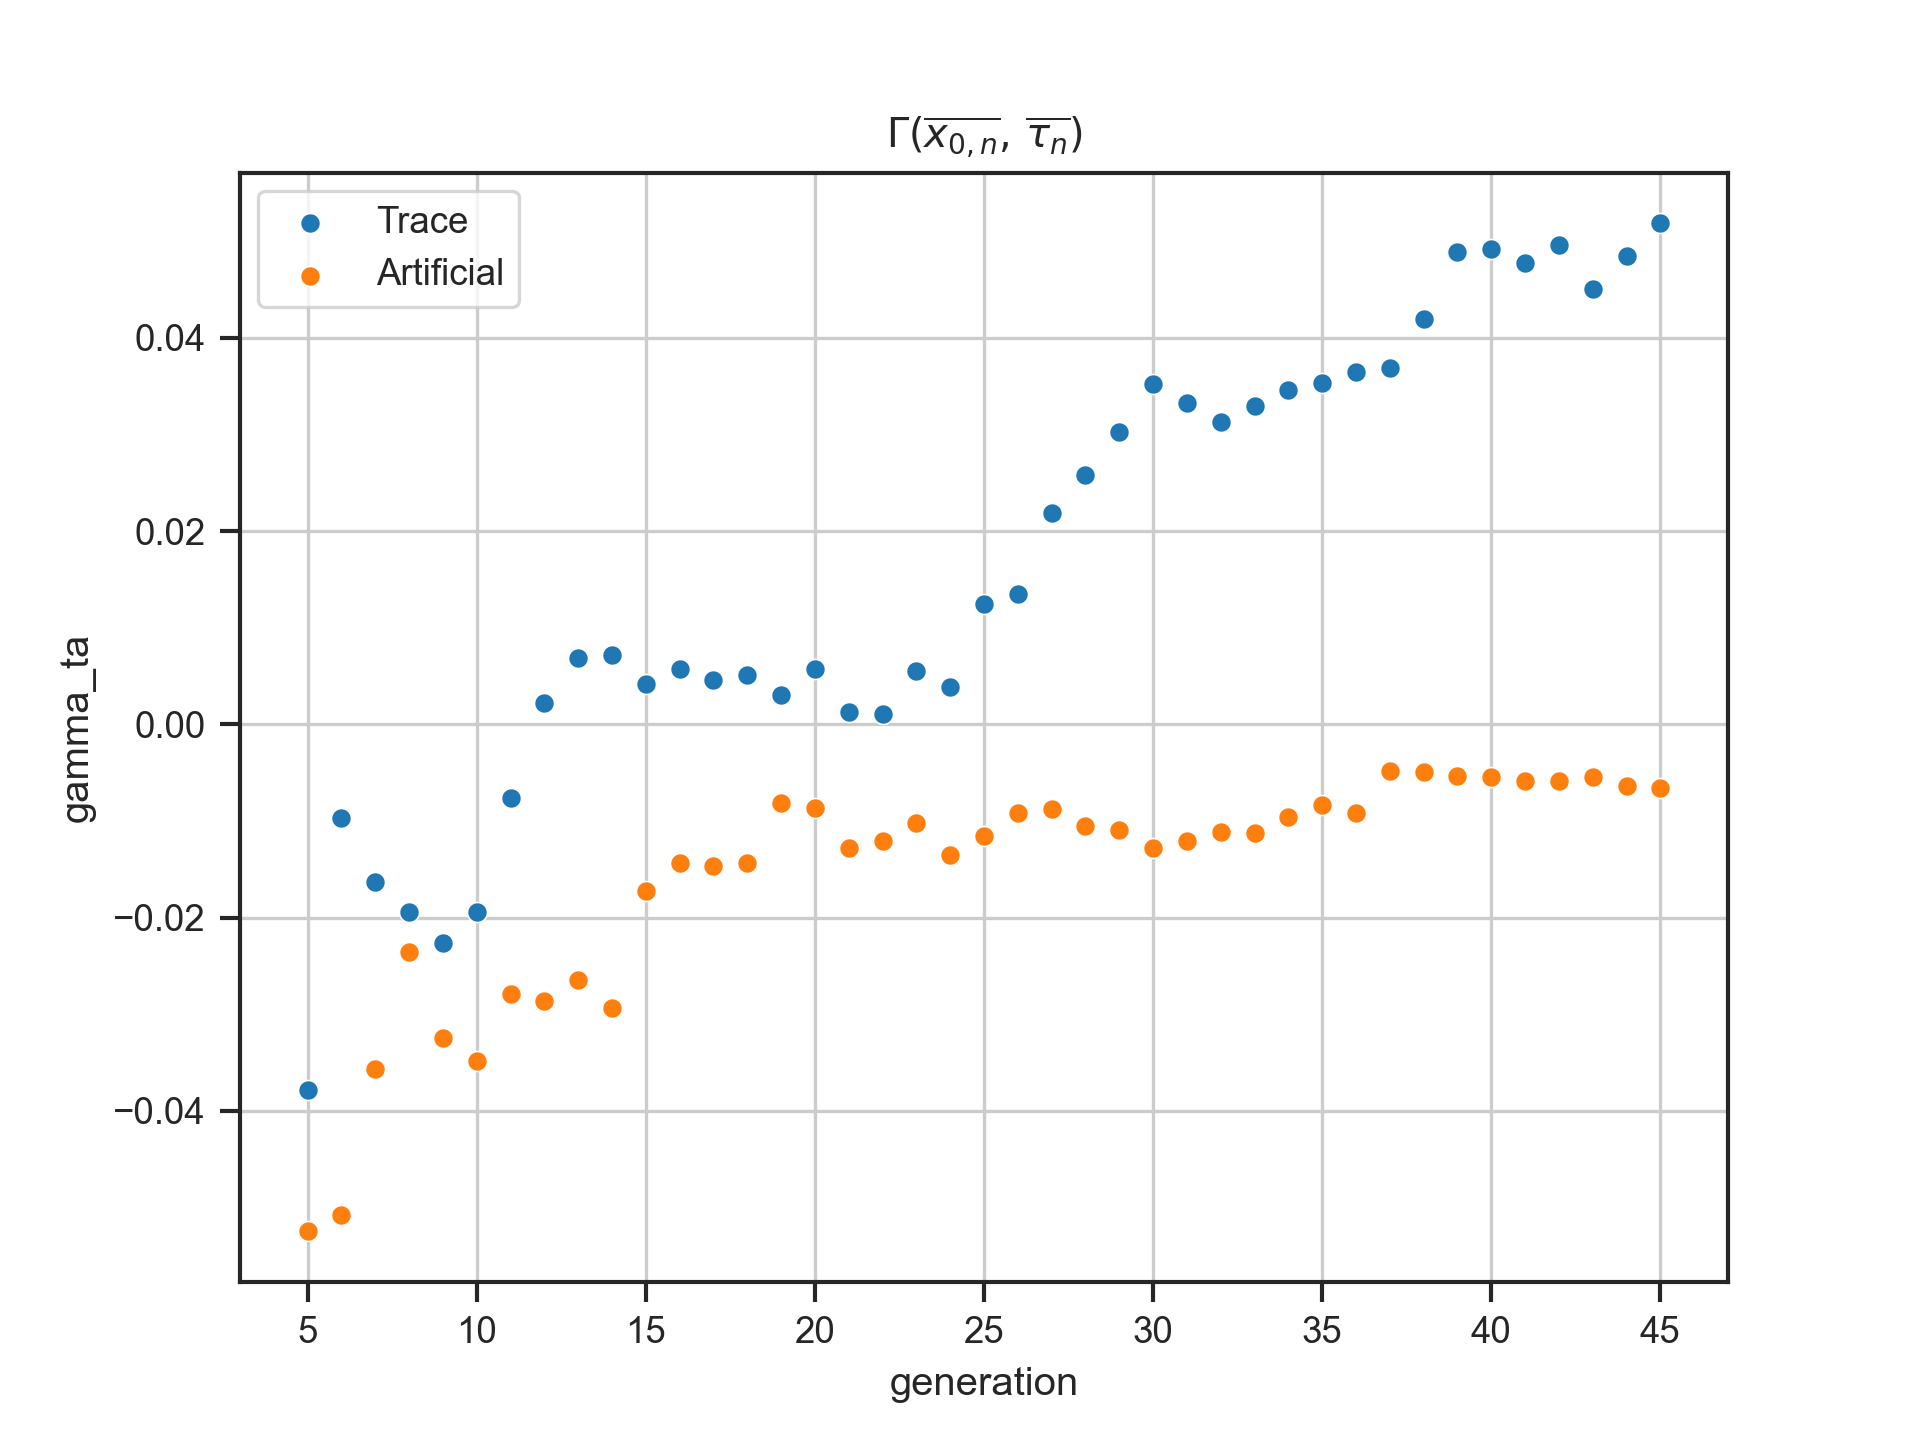 Γ(x̅₀,ₙ, τ̅ₙ)
Trace
Artificial
0.04
0.02
0.00
−0.02
−0.04
gamma_ta
5 10 15 20 25 30 35 40 45
generation